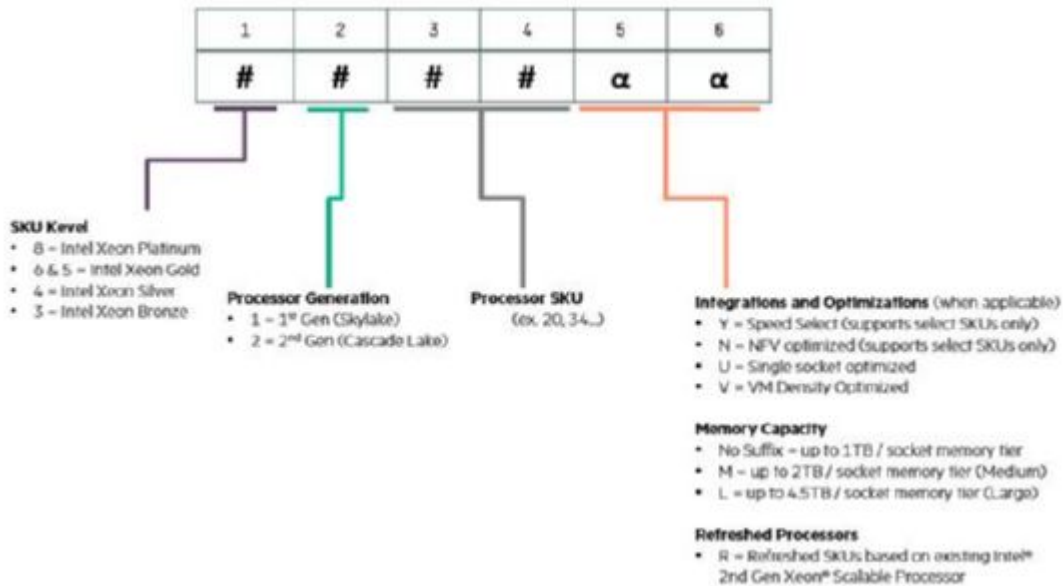 1 2 3 4 5 6
# # # # α α
SKU Kevel
• 8 – Intel Xeon Platinum
• 6 & 5 – Intel Xeon Gold
• 4 – Intel Xeon Silver
• 3 – Intel Xeon Bronze
Processor Generation
• 1 – 1st Gen (Skylake)
• 2 – 2nd Gen (Cascade Lake)
Processor SKU
(ex. 20, 34...)
Integrations and Optimizations (when applicable)
• Y – Speed Select (supports select SKUs only)
• N – NFV optimized (supports select SKUs only)
• U – Single socket optimized
• V – VM Density Optimized
Memory Capacity
• No Suffix – up to 1TB / socket memory tier
• M – up to 2TB / socket memory tier (Medium)
• L – up to 4.5TB / socket memory tier (Large)
Refreshed Processors
• R – Refreshed SKUs based on existing Intel®
2nd Gen Xeon® Scalable Processor